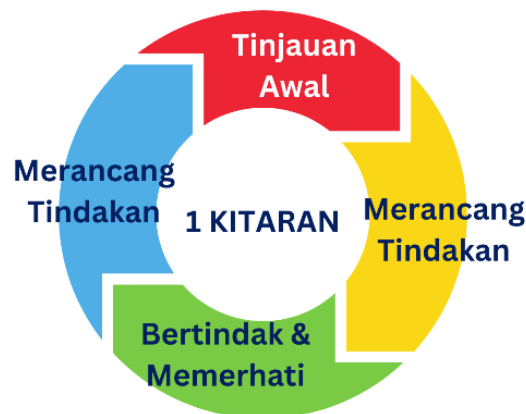 Tinjauan
Awal
Merancang
Tindakan
1 KITARAN
Merancang
Tindakan
Bertindak &
Memerhati